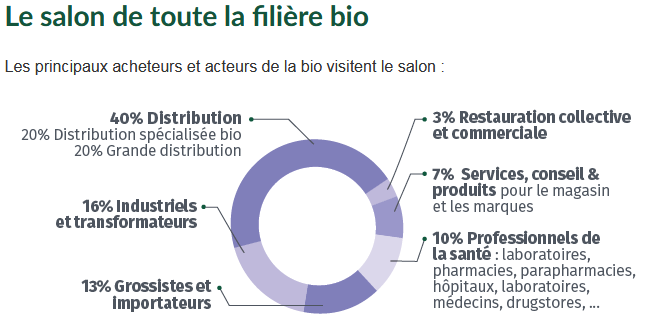 Le salon de toute la filière bio
Les principaux acheteurs et acteurs de la bio visitent le salon :
40% Distribution
20% Distribution spécialisée bio
20% Grande distribution
16% Industriels
et transformateurs
13% Grossistes et
importateurs
3% Restauration collective
et commerciale
7% Services, conseil &
produits pour le magasin
et les marques
10% Professionnels de
la santé : laboratoires,
pharmacies, parapharmacies,
hôpitaux, laboratoires,
médecins, drugstores, ...